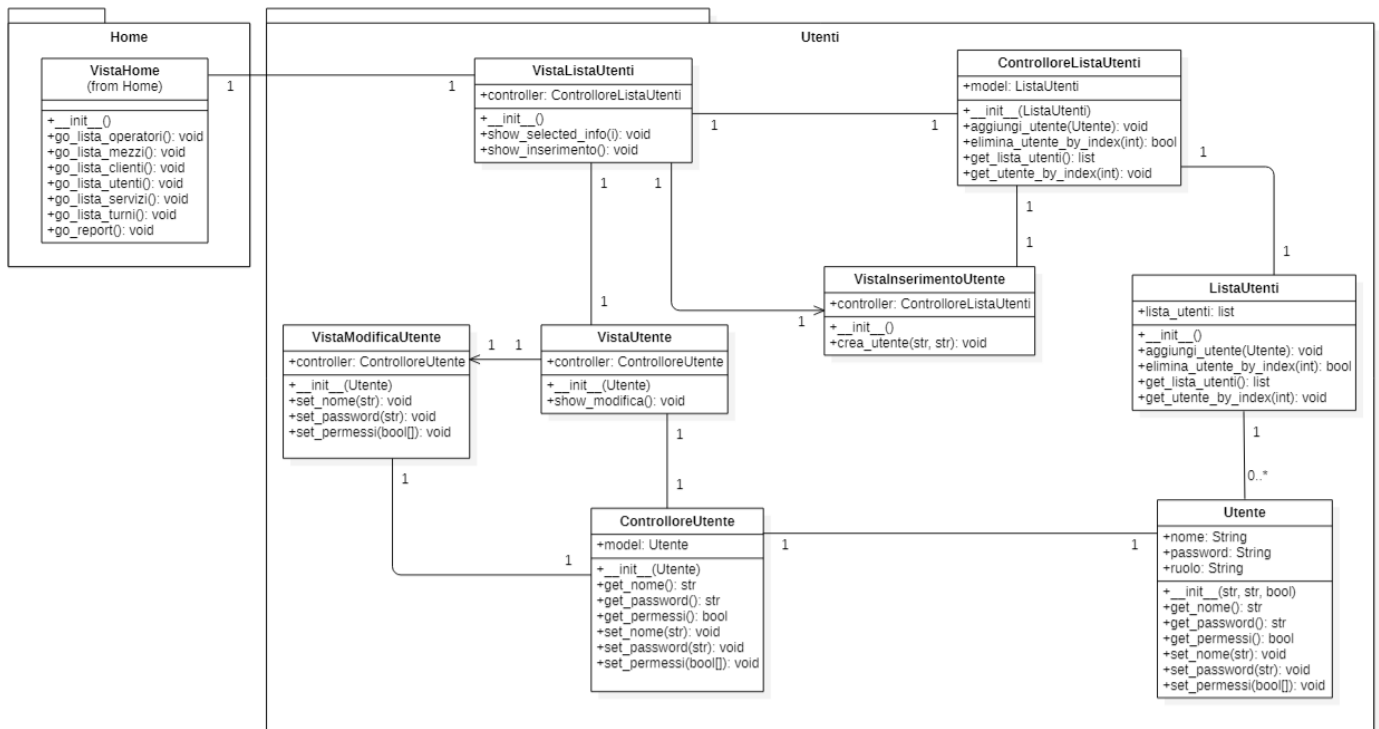 Home
Utenti
VistaHome
(from Home)
+__init__()
+go_lista_operatori(): void
+go_lista_mezzi(): void
+go_lista_clienti(): void
+go_lista_utenti(): void
+go_lista_servizi(): void
+go_lista_turni(): void
+go_report(): void
1
1
VistaListaUtenti
+controller: ControlloreListaUtenti
+__init__()
+show_selected_info(i): void
+show_inserimento(): void
1
1
ControlloreListaUtenti
+model: ListaUtenti
+__init__(ListaUtenti)
+aggiungi_utente(Utente): void
+elimina_utente_by_index(int): bool
+get_lista_utenti(): list
+get_utente_by_index(int): void
1
1
1
1
1
1
1
1
1
VistaInserimentoUtente
+controller: ControlloreListaUtenti
+__init__()
+crea_utente(str, str): void
ListaUtenti
+lista_utenti: list
+__init__()
+aggiungi_utente(Utente): void
+elimina_utente_by_index(int): bool
+get_lista_utenti(): list
+get_utente_by_index(int): void
VistaModificaUtente
+controller: ControlloreUtente
+__init__(Utente)
+set_nome(str): void
+set_password(str): void
+set_permessi(bool[]): void
1
1
VistaUtente
+controller: ControlloreUtente
+__init__(Utente)
+show_modifica(): void
1
1
1
1
1
0..*
ControlloreUtente
+model: Utente
+__init__(Utente)
+get_nome(): str
+get_password(): str
+get_permessi(): bool
+set_nome(str): void
+set_password(str): void
+set_permessi(bool[]): void
1
1
Utente
+nome: String
+password: String
+ruolo: String
+__init__(str, str, bool)
+get_nome(): str
+get_password(): str
+get_permessi(): bool
+set_nome(str): void
+set_password(str): void
+set_permessi(bool[]): void